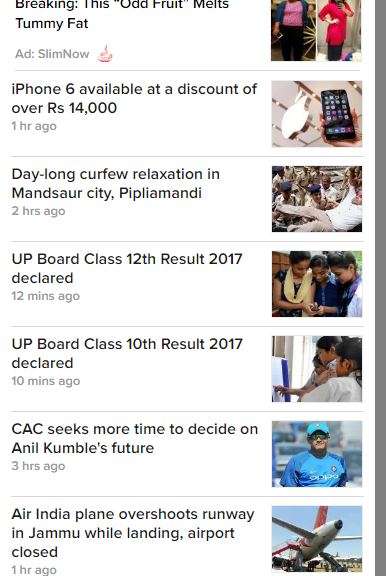 Breaking: This “Odd Fruit” Melts
Tummy Fat
Ad: SlimNow
iPhone 6 available at a discount of
over Rs 14,000
1 hr ago
Day-long curfew relaxation in
Mandsaur city, Pipliamandi
2 hrs ago
UP Board Class 12th Result 2017
declared
12 mins ago
UP Board Class 10th Result 2017
declared
10 mins ago
CAC seeks more time to decide on
Anil Kumble's future
3 hrs ago
oppo
Air India plane overshoots runway
in Jammu while landing, airport
closed
1 hr ago